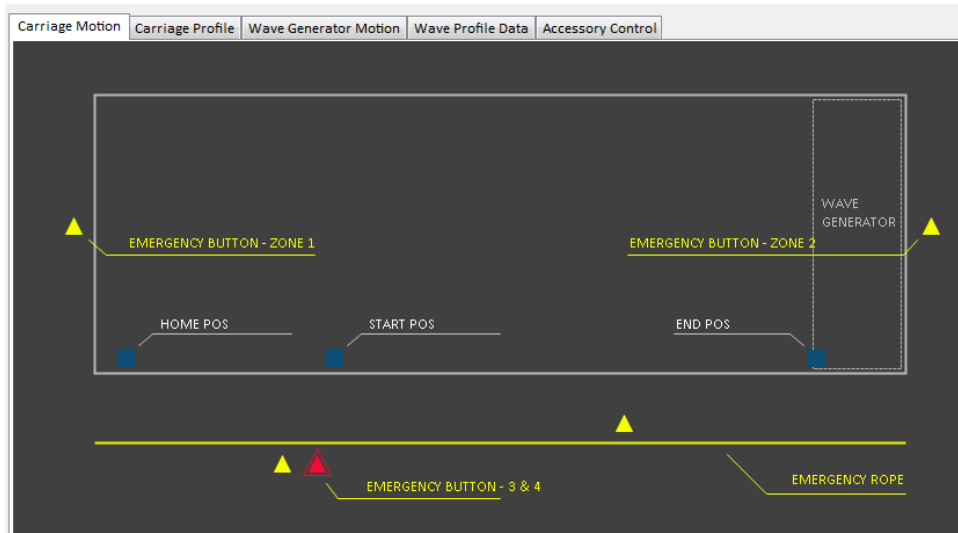 Carriage Motion
Carriage Profile
Wave Generator Motion
Wave Profile Data
Accessory Control
WAVE
GENERATOR
EMERGENCY BUTTON - ZONE 1
EMERGENCY BUTTON - ZONE 2
HOME POS
START POS
END POS
EMERGENCY BUTTON - 3 & 4
EMERGENCY ROPE